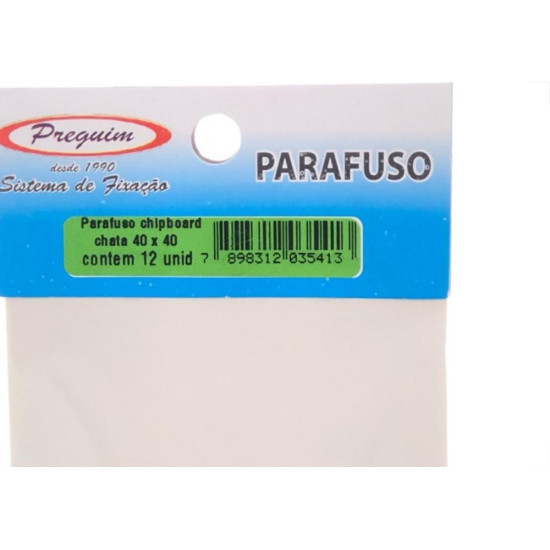 Preguim
desde 1990
Sistema de Fixação
PARAFUSO
Parafuso chipboard
chata 40 x 40
contem 12 unid
7 898312 035413